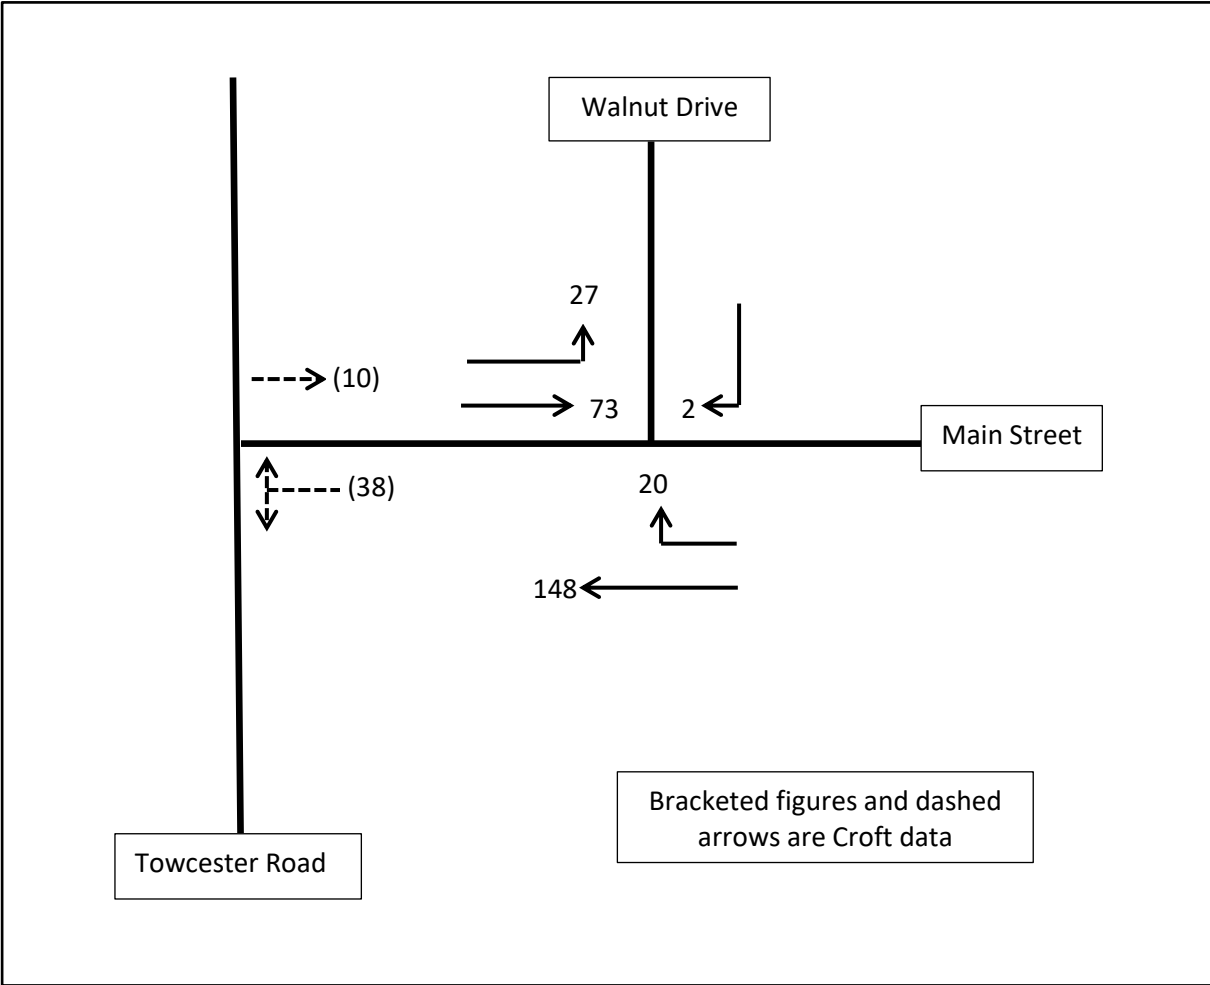 Walnut Drive
27
(10)
73
2
Main Street
(38)
20
148
Bracketed figures and dashed
arrows are Croft data
Towcester Road